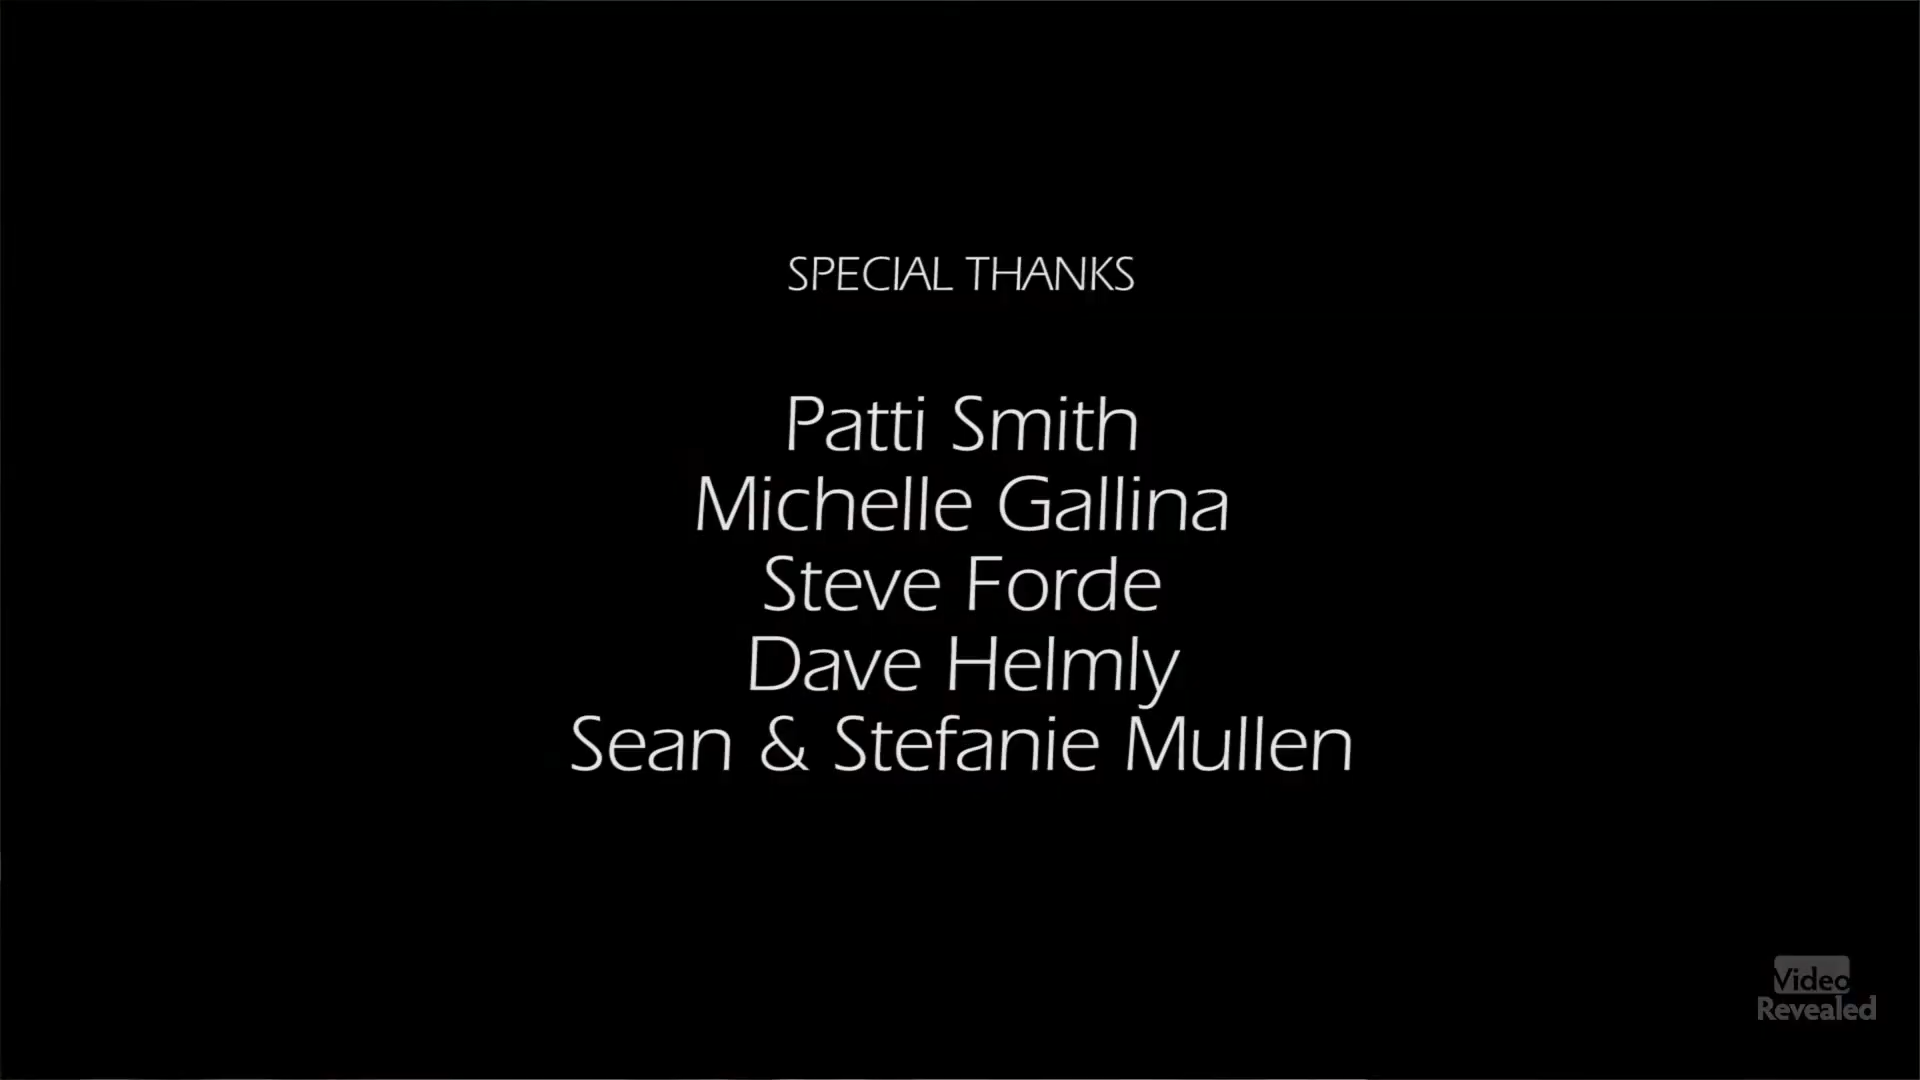 SPECIAL THANKS
Patti Smith
Michelle Gallina
Steve Forde
Dave Helmly
Sean & Stefanie Mullen
Video
Revealed